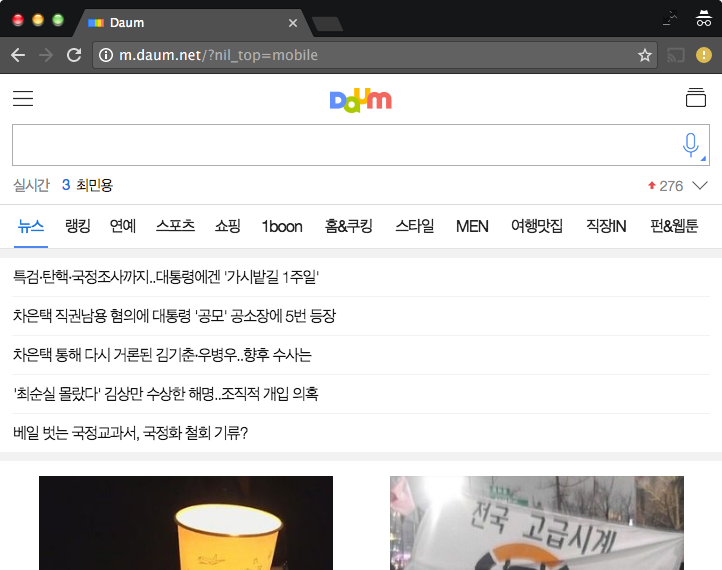 Daum
m.daum.net/?nil_top=mobile
Daum
실시간 3 최민용 276
뉴스 랭킹 연예 스포츠 쇼핑 1boon 홈&쿠킹 스타일 MEN 여행맛집 직장IN 펀&웹툰
특검·탄핵·국정조사까지..대통령에겐 '가시밭길 1주일'
차은택 직권남용 혐의에 대통령 '공모' 공소장에 5번 등장
차은택 통해 다시 거론된 김기춘·우병우..향후 수사는
'최순실 몰랐다' 김상만 수상한 해명..조직적 개입 의혹
베일 벗는 국정교과서, 국정화 철회 기류?
전국 고급시계